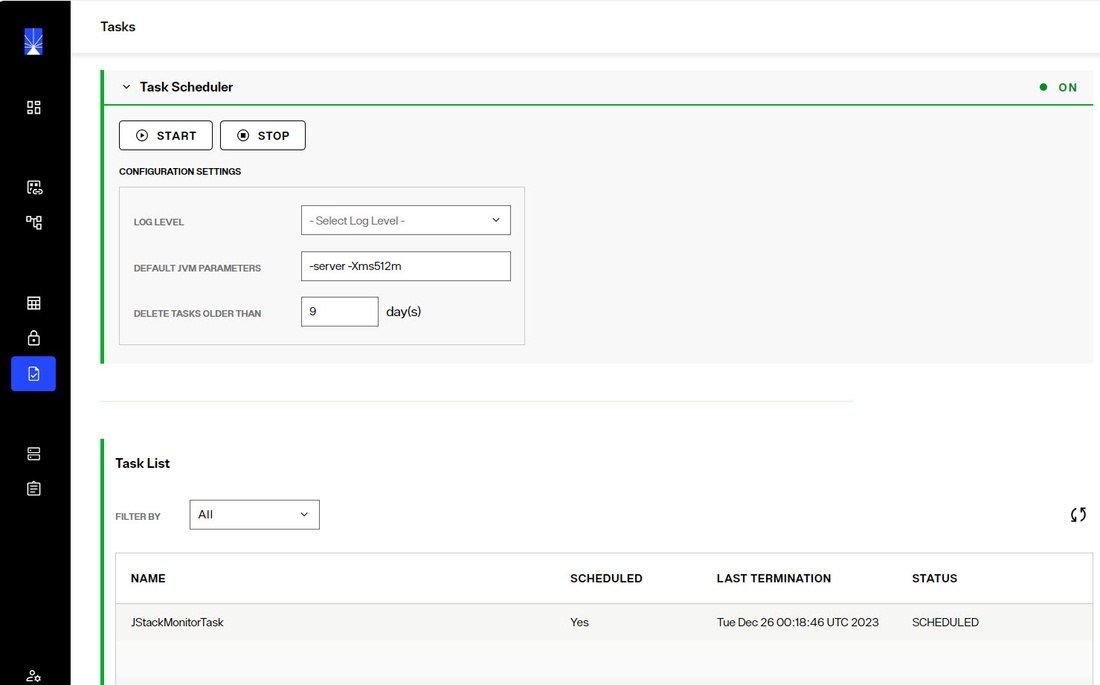 Tasks
Task Scheduler
ON
START STOP
CONFIGURATION SETTINGS
LOG LEVEL - Select Log Level -
DEFAULT JVM PARAMETERS -server -Xms512m
DELETE TASKS OLDER THAN 9 day(s)
Task List
FILTER BY All
NAME SCHEDULED LAST TERMINATION STATUS
JStackMonitorTask Yes Tue Dec 26 00:18:46 UTC 2023 SCHEDULED